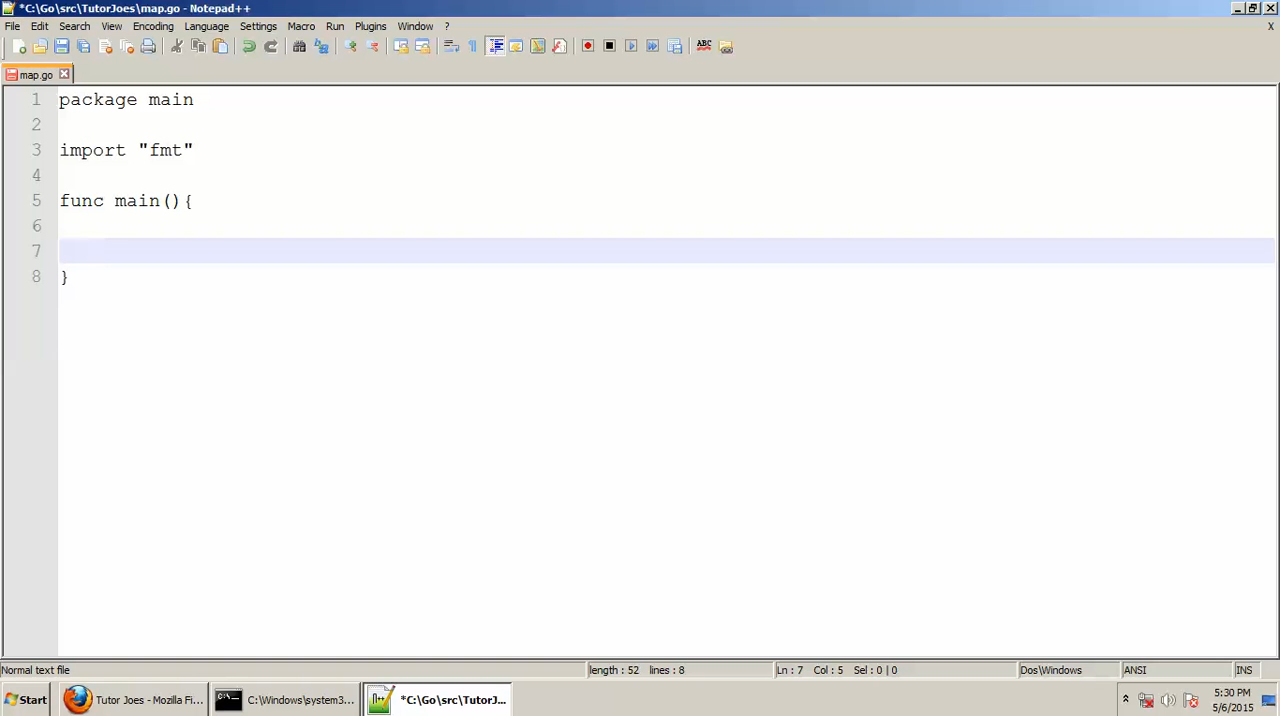 *C:\Go\src\TutorJoes\map.go - Notepad++
File Edit Search View Encoding Language Settings Macro Run Plugins Window ? X
ABC
map.go
1 package main
2
3 import "fmt"
4
5 func main(){
6
7
8 }
Normal text file length : 52 lines : 8 Ln : 7 Col : 5 Sel : 0 | 0 Dos\Windows ANSI INS
Start Tutor Joes - Mozilla Fi... C:\Windows\system3... *C:\Go\src\TutorJ... 5:30 PM
5/6/2015